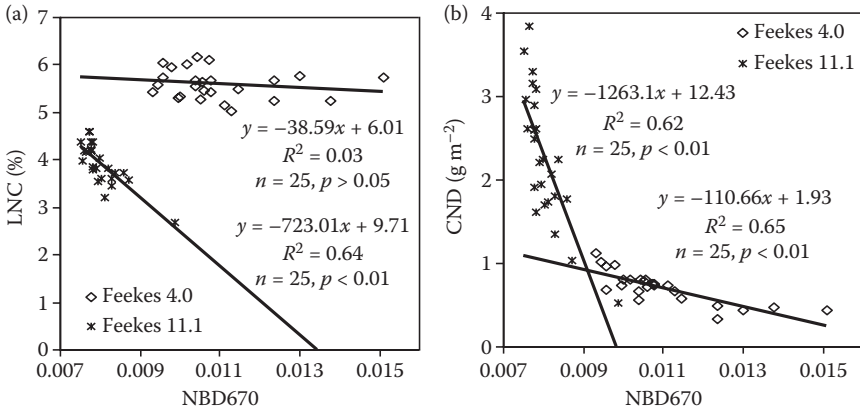 (a)
7
6
5
4
3
2
1
0
LNC (%)
y = −38.59x + 6.01
R² = 0.03
n = 25, p > 0.05
y = −723.01x + 9.71
R² = 0.64
n = 25, p < 0.01
Feekes 4.0
Feekes 11.1
0.007 0.009 0.011 0.013 0.015
NBD670
(b)
4
3
2
1
0
CND (g m⁻²)
Feekes 4.0
Feekes 11.1
y = −1263.1x + 12.43
R² = 0.62
n = 25, p < 0.01
y = −110.66x + 1.93
R² = 0.65
n = 25, p < 0.01
0.007 0.009 0.011 0.013 0.015
NBD670